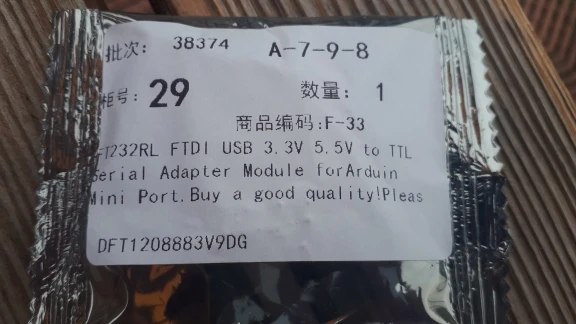 批次: 38374 A-7-9-8
柜号: 29 数量: 1
商品编码:F-33
FT232RL FTDI USB 3.3V 5.5V to TTL
Serial Adapter Module forArduin
Mini Port.Buy a good quality!Pleas
DFT1208883V9DG